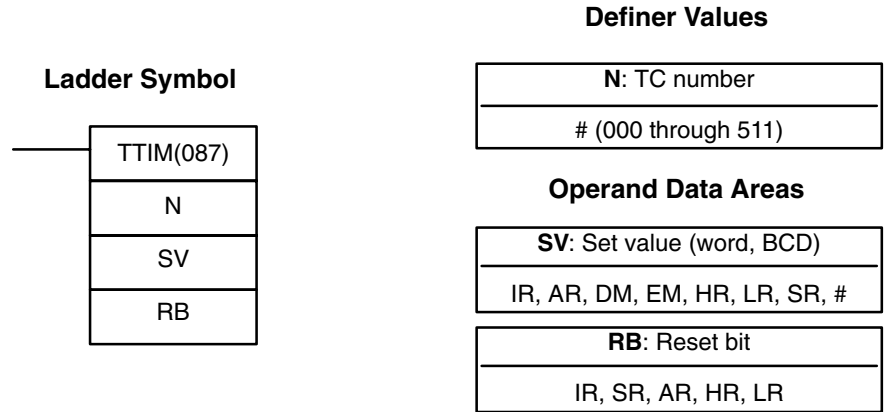 Ladder Symbol
TTIM(087)
N
SV
RB
Definer Values
N: TC number
# (000 through 511)
Operand Data Areas
SV: Set value (word, BCD)
IR, AR, DM, EM, HR, LR, SR, #
RB: Reset bit
IR, SR, AR, HR, LR